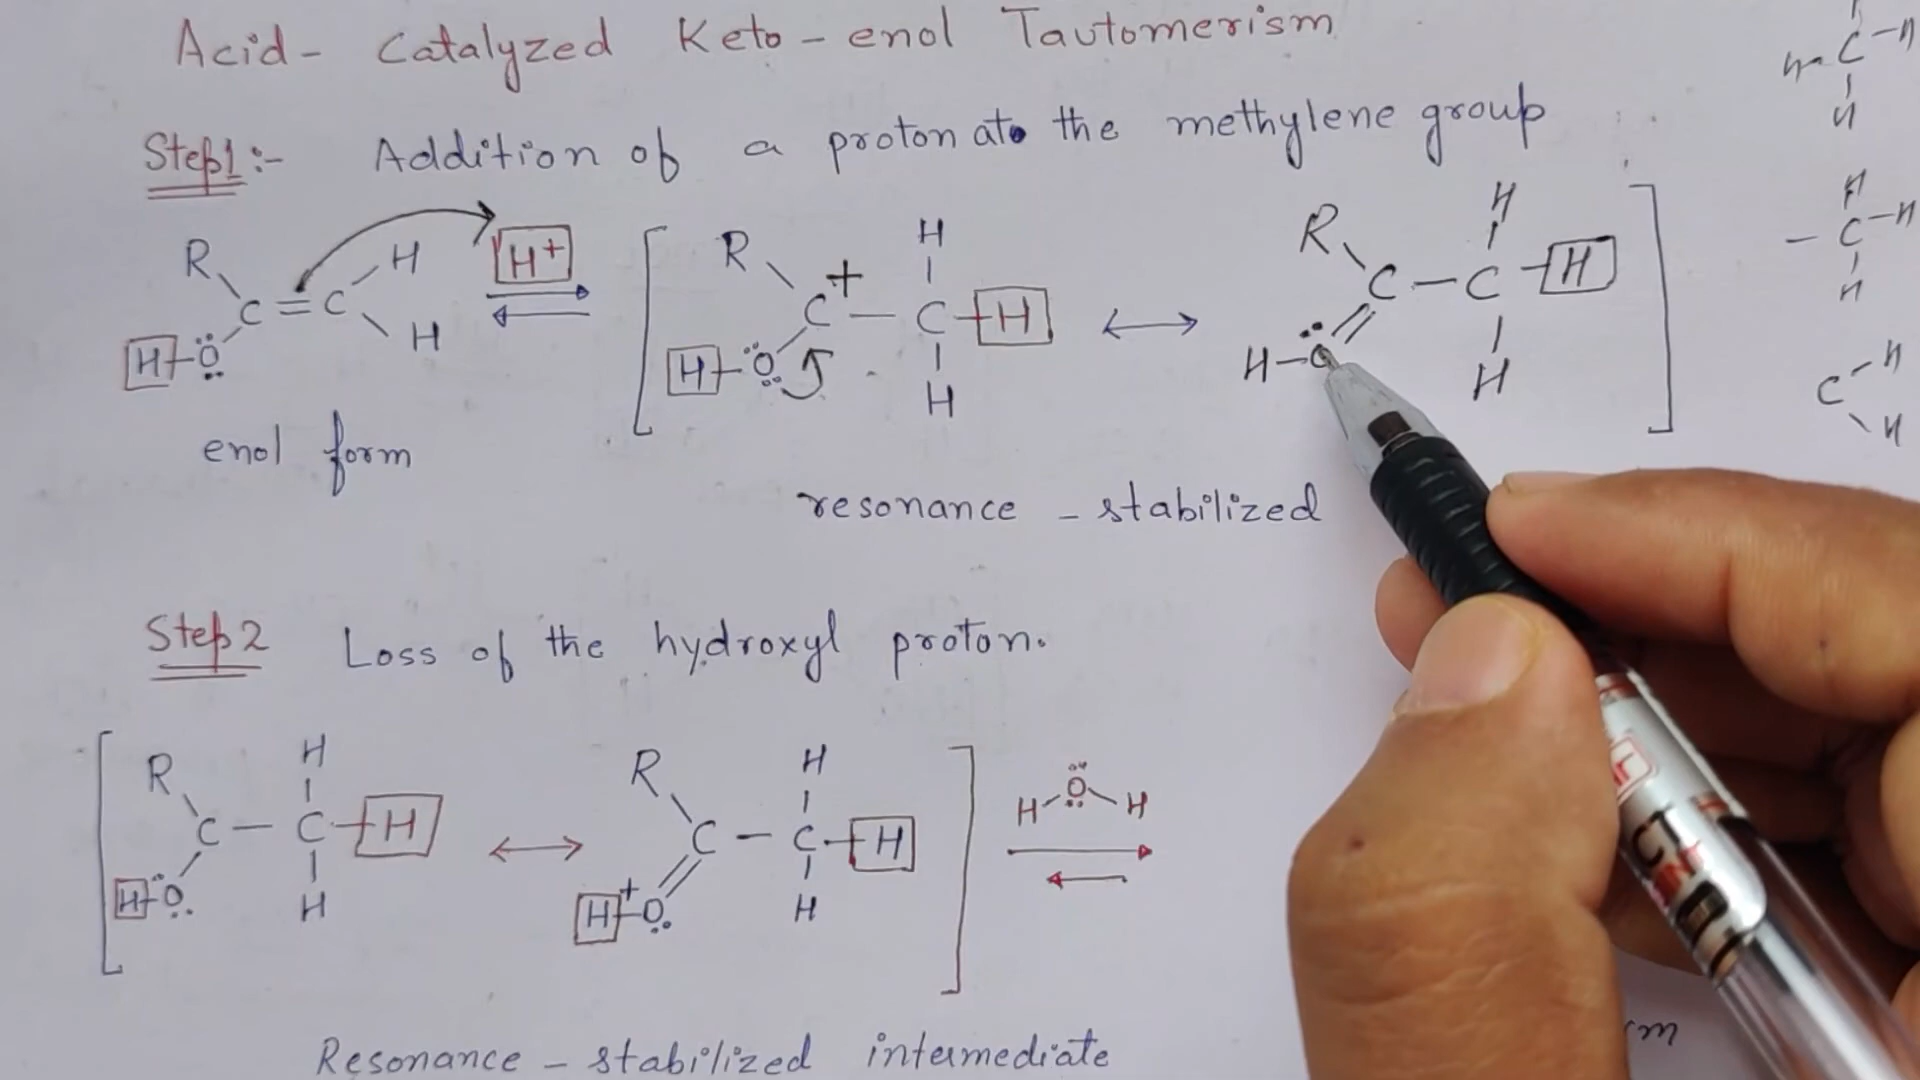 Acid- Catalyzed Keto-enol Tautomerism
Step1:- Addition of a proton ato the methylene group
R C=C H H H-O H+
R C+ - C H H H H-O
R C - C H H H H-O
enol form
resonance - stabilized
Step2 Loss of the hydroxyl proton.
R C - C H H H H-O
R C - C H H H H-O+
H O H
Resonance - stabilized intermediate
H C H H
H - C H H
C H H